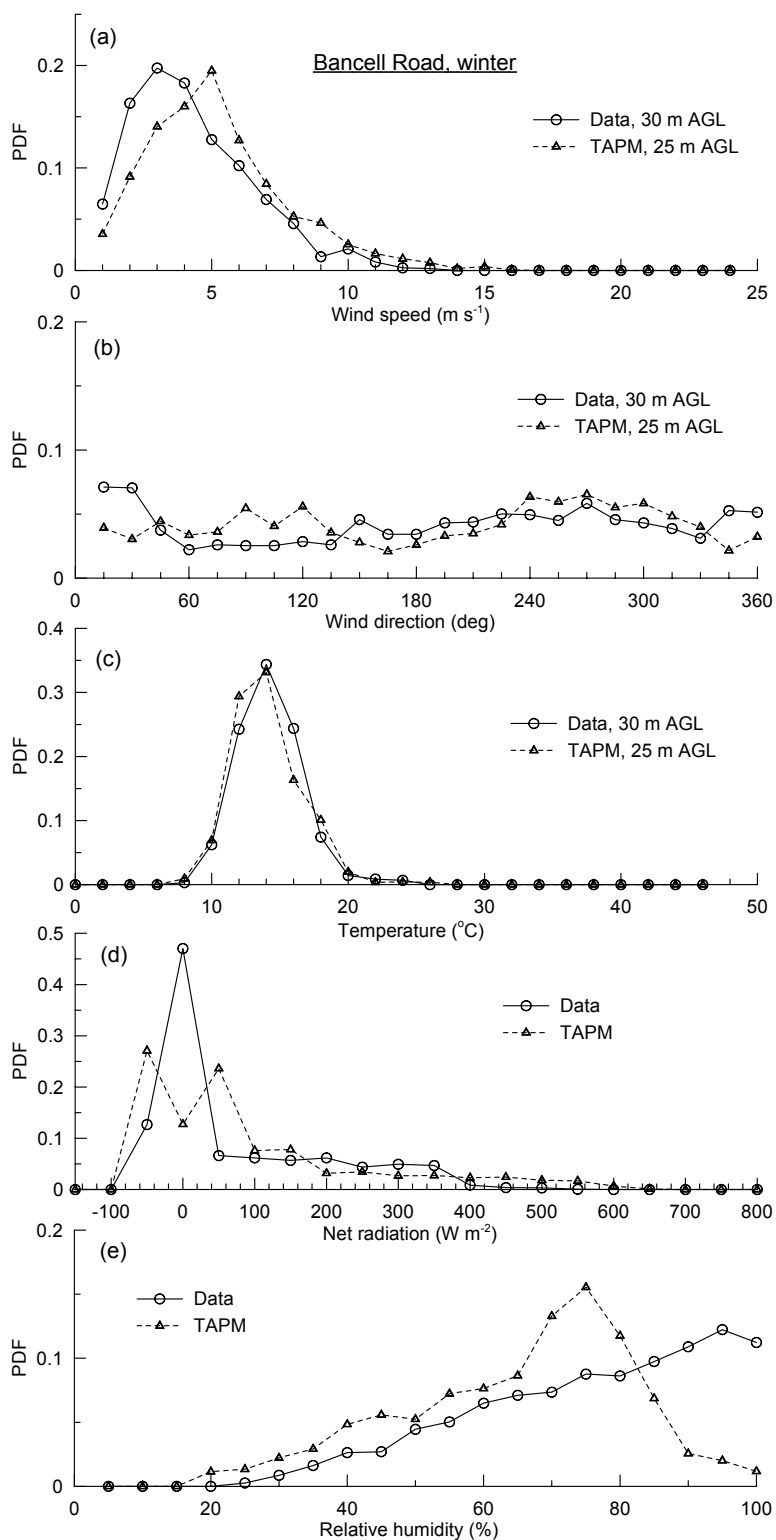 (a)
Bancell Road, winter
0.2
Data, 30 m AGL
TAPM, 25 m AGL
PDF
0.1
0
0 5 10 15 20 25
Wind speed (m s-1)
0.2
(b)
Data, 30 m AGL
TAPM, 25 m AGL
PDF
0.1
0
0 60 120 180 240 300 360
Wind direction (deg)
0.4
(c)
0.3
Data, 30 m AGL
TAPM, 25 m AGL
PDF
0.2
0.1
0
0 10 20 30 40 50
Temperature (oC)
0.5
(d)
0.4
Data
TAPM
PDF
0.3
0.2
0.1
0
-100 0 100 200 300 400 500 600 700 800
Net radiation (W m-2)
0.2
(e)
Data
TAPM
PDF
0.1
0
0 20 40 60 80 100
Relative humidity (%)